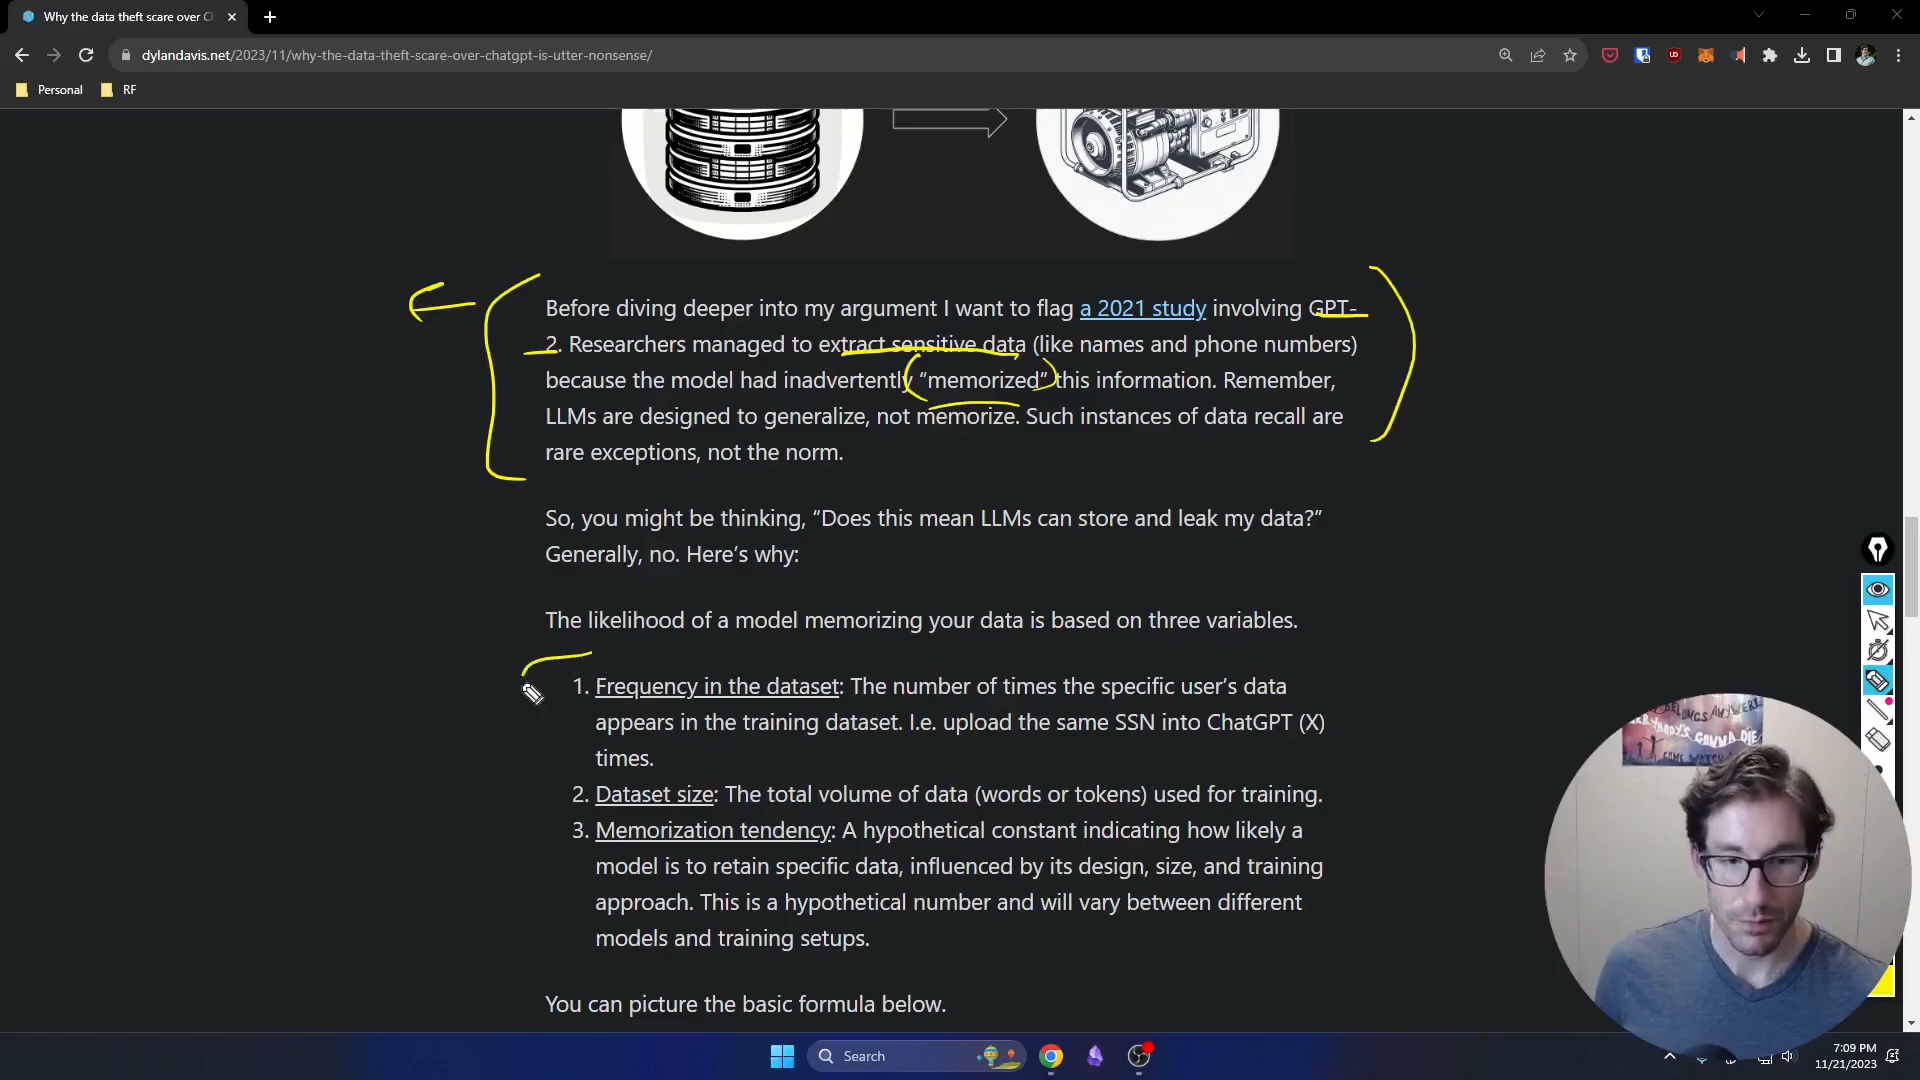 Why the data theft scare over C
dylandavis.net/2023/11/why-the-data-theft-scare-over-chatgpt-is-utter-nonsense/
Personal
RF
Before diving deeper into my argument I want to flag a 2021 study involving GPT-
2. Researchers managed to extract sensitive data (like names and phone numbers)
because the model had inadvertently “memorized” this information. Remember,
LLMs are designed to generalize, not memorize. Such instances of data recall are
rare exceptions, not the norm.
So, you might be thinking, “Does this mean LLMs can store and leak my data?”
Generally, no. Here’s why:
The likelihood of a model memorizing your data is based on three variables.
1. Frequency in the dataset: The number of times the specific user’s data
appears in the training dataset. I.e. upload the same SSN into ChatGPT (X)
times.
2. Dataset size: The total volume of data (words or tokens) used for training.
3. Memorization tendency: A hypothetical constant indicating how likely a
model is to retain specific data, influenced by its design, size, and training
approach. This is a hypothetical number and will vary between different
models and training setups.
You can picture the basic formula below.
BELONGS ANYWHERE
EVERYBODY'S GONNA DIE
COME WATCH
Search
7:09 PM
11/21/2023